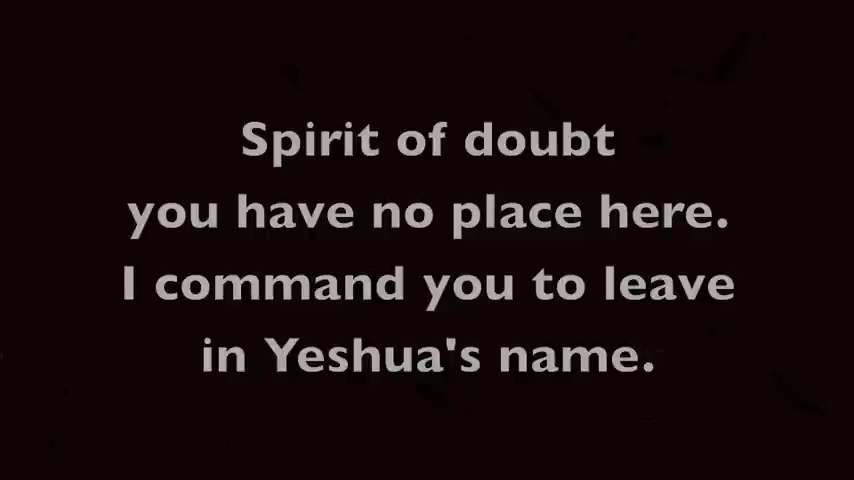 Spirit of doubt
you have no place here.
I command you to leave
in Yeshua's name.